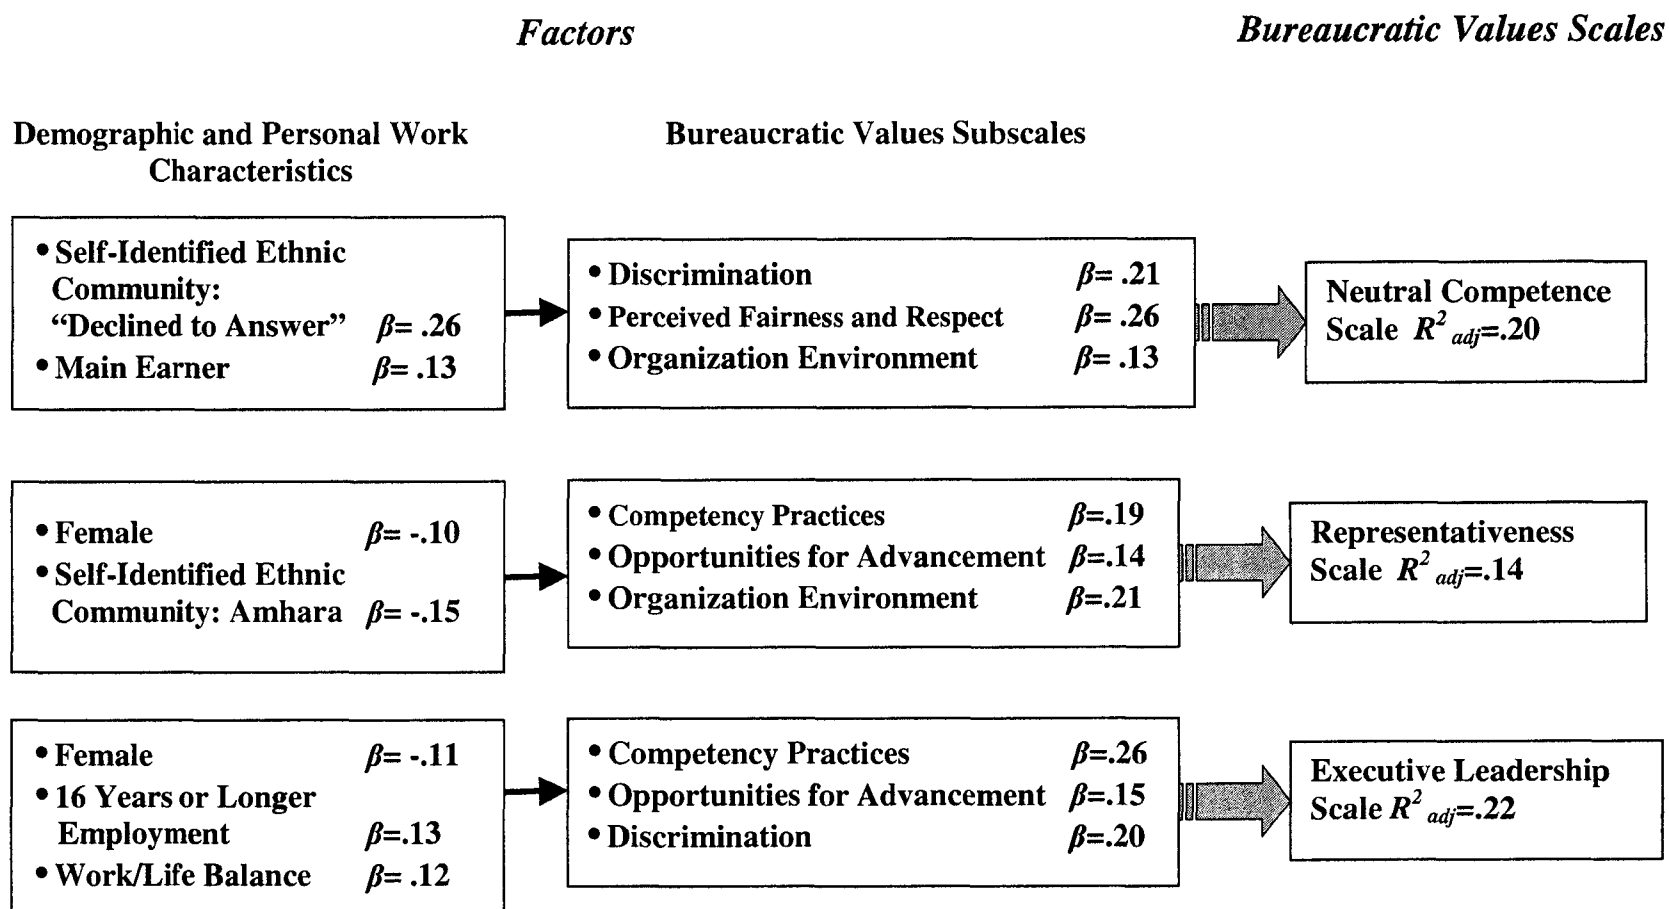 Factors
Bureaucratic Values Scales
Demographic and Personal Work
Characteristics
Bureaucratic Values Subscales
• Self-Identified Ethnic
Community:
“Declined to Answer” β= .26
• Main Earner β= .13
• Discrimination β= .21
• Perceived Fairness and Respect β= .26
• Organization Environment β= .13
Neutral Competence
Scale R² adj=.20
• Female β= -.10
• Self-Identified Ethnic
Community: Amhara β= -.15
• Competency Practices β=.19
• Opportunities for Advancement β=.14
• Organization Environment β=.21
Representativeness
Scale R² adj=.14
• Female β= -.11
• 16 Years or Longer
Employment β=.13
• Work/Life Balance β= .12
• Competency Practices β=.26
• Opportunities for Advancement β=.15
• Discrimination β=.20
Executive Leadership
Scale R² adj=.22